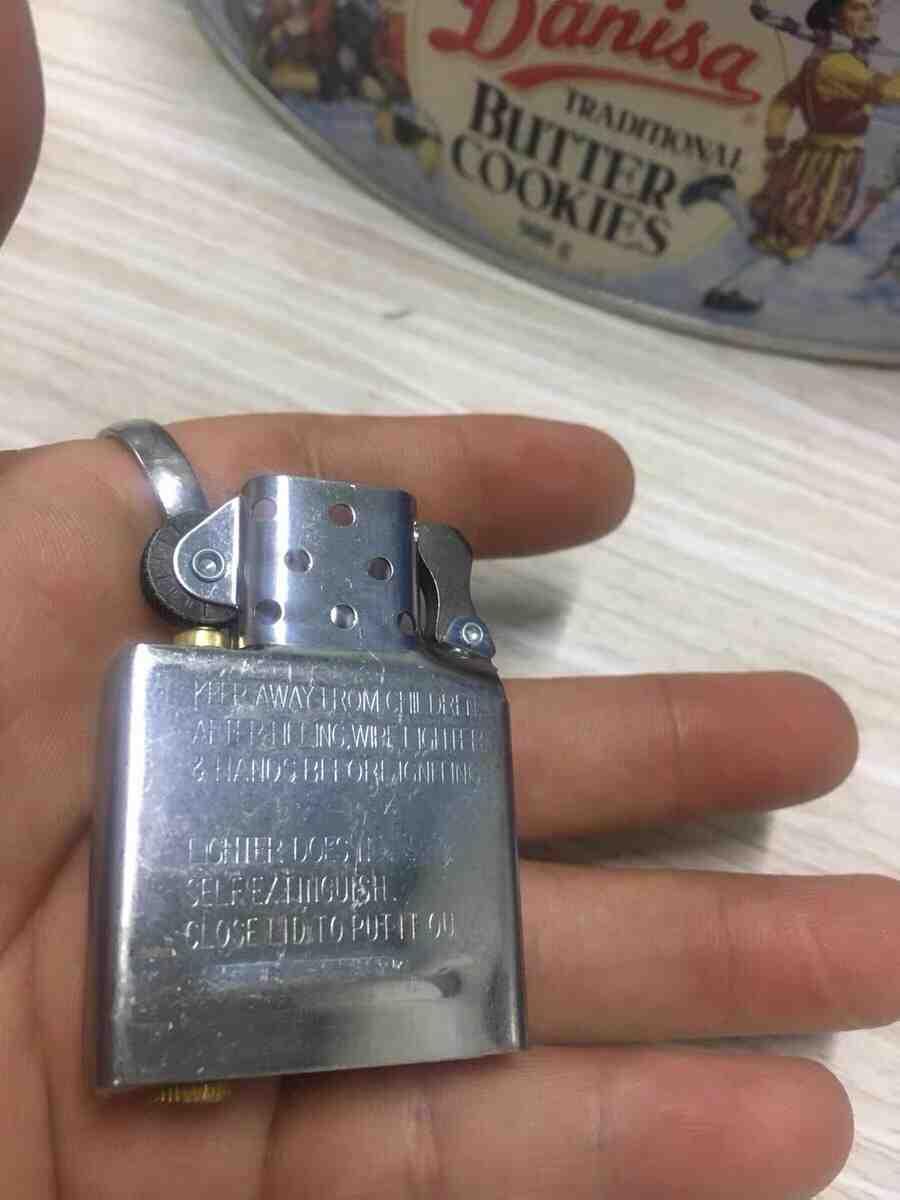 Danisa
TRADITIONAL
BUTTER
COOKIES
KEEP AWAY FROM CHILDREN
AFTER FILLING, WIPE LIGHTER
& HANDS BEFORE IGNITING
LIGHTER DOES
SELF EXTINGUISH.
CLOSE LID TO PUT IT OU